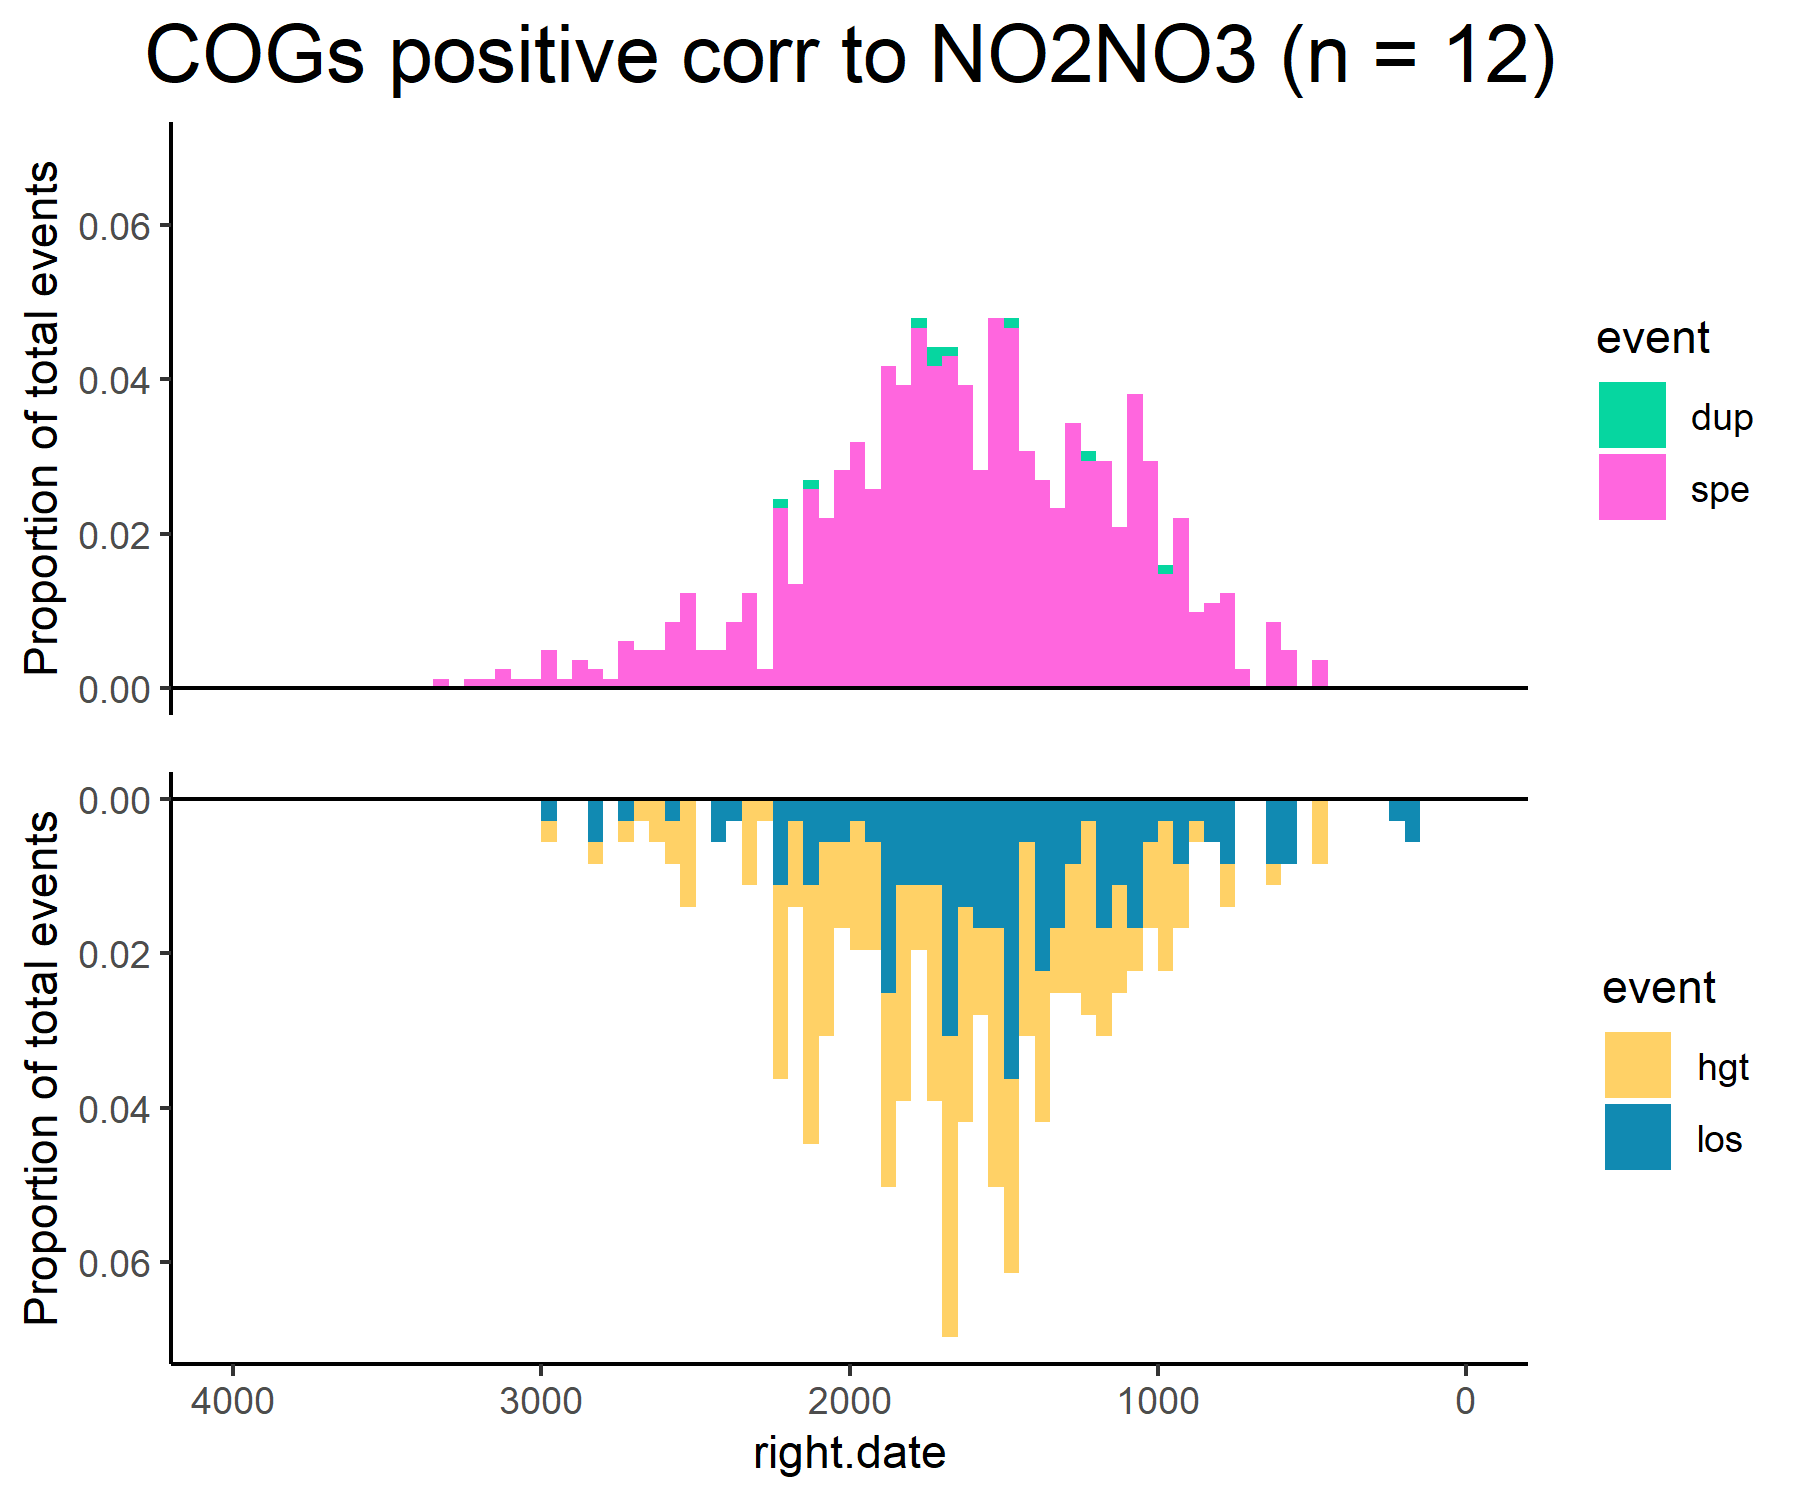 COGs positive corr to NO2NO3 (n = 12)
Proportion of total events
0.06
0.04
0.02
0.00
event
dup
spe
Proportion of total events
0.00
0.02
0.04
0.06
event
hgt
los
4000 3000 2000 1000 0
right.date